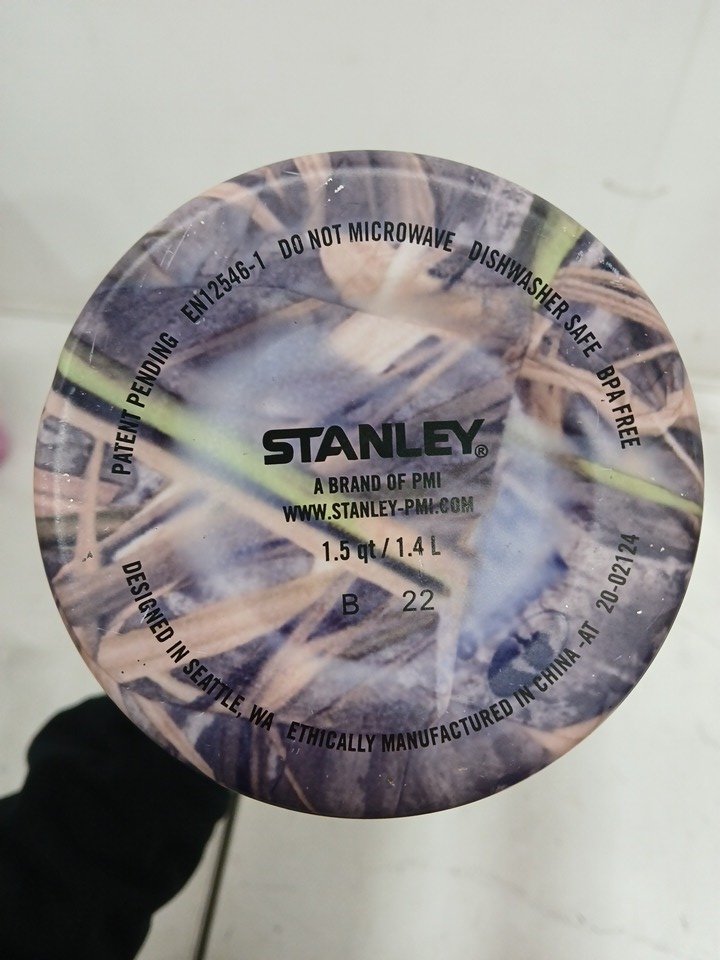 PATENT PENDING EN12546-1 DO NOT MICROWAVE DISHWASHER SAFE BPA FREE
STANLEY®
A BRAND OF PMI
WWW.STANLEY-PMI.COM
1.5 qt / 1.4 L
B 22
DESIGNED IN SEATTLE, WA ETHICALLY MANUFACTURED IN CHINA -AT 20-02124